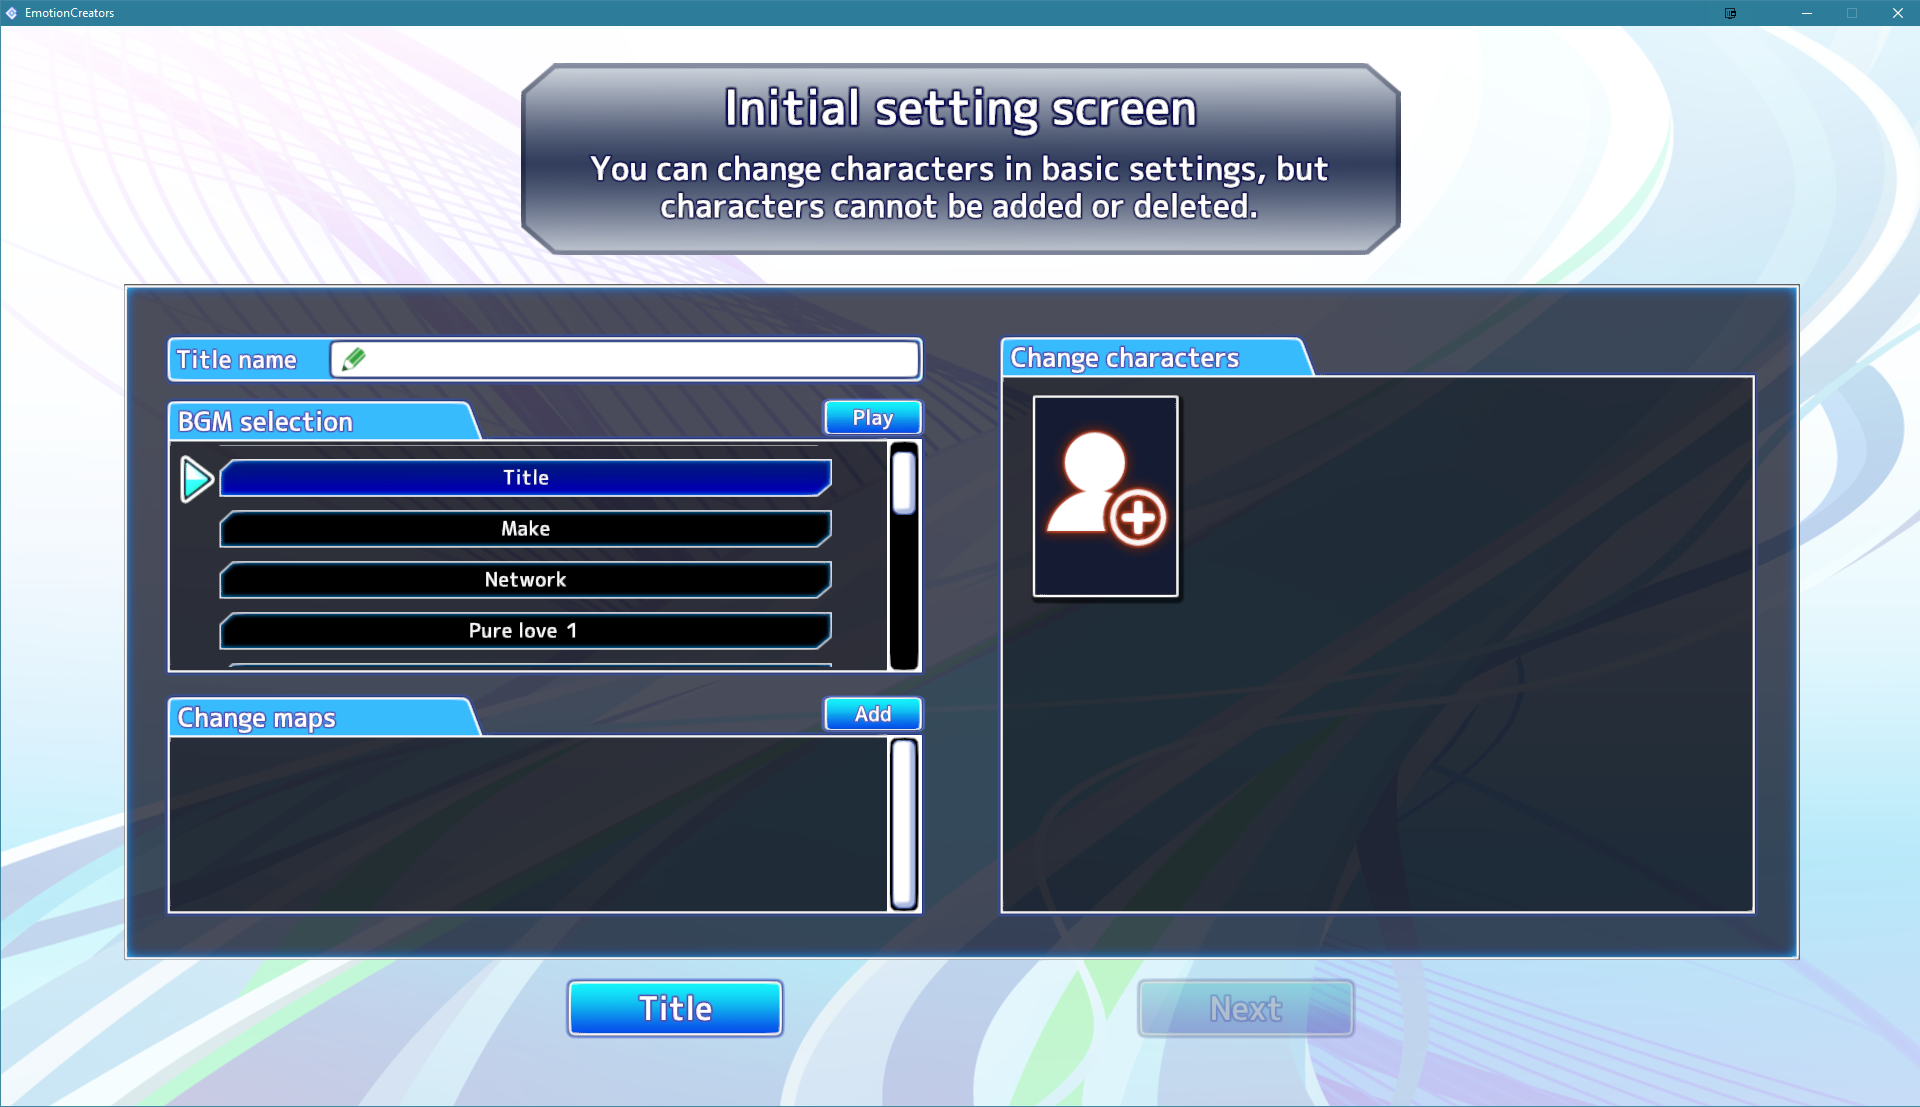 EmotionCreators
Initial setting screen
You can change characters in basic settings, but
characters cannot be added or deleted.
Title name
BGM selection
Play
Title
Make
Network
Pure love 1
Change maps
Add
Change characters
Title
Next